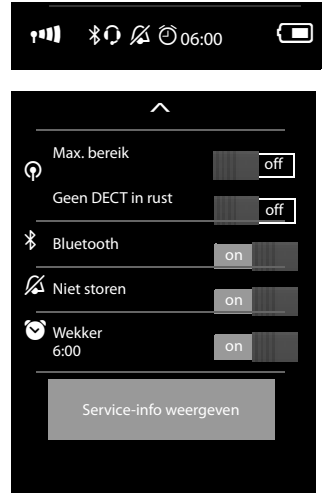 06:00
Max. bereik off
Geen DECT in rust off
Bluetooth on
Niet storen on
Wekker
6:00 on
Service-info weergeven